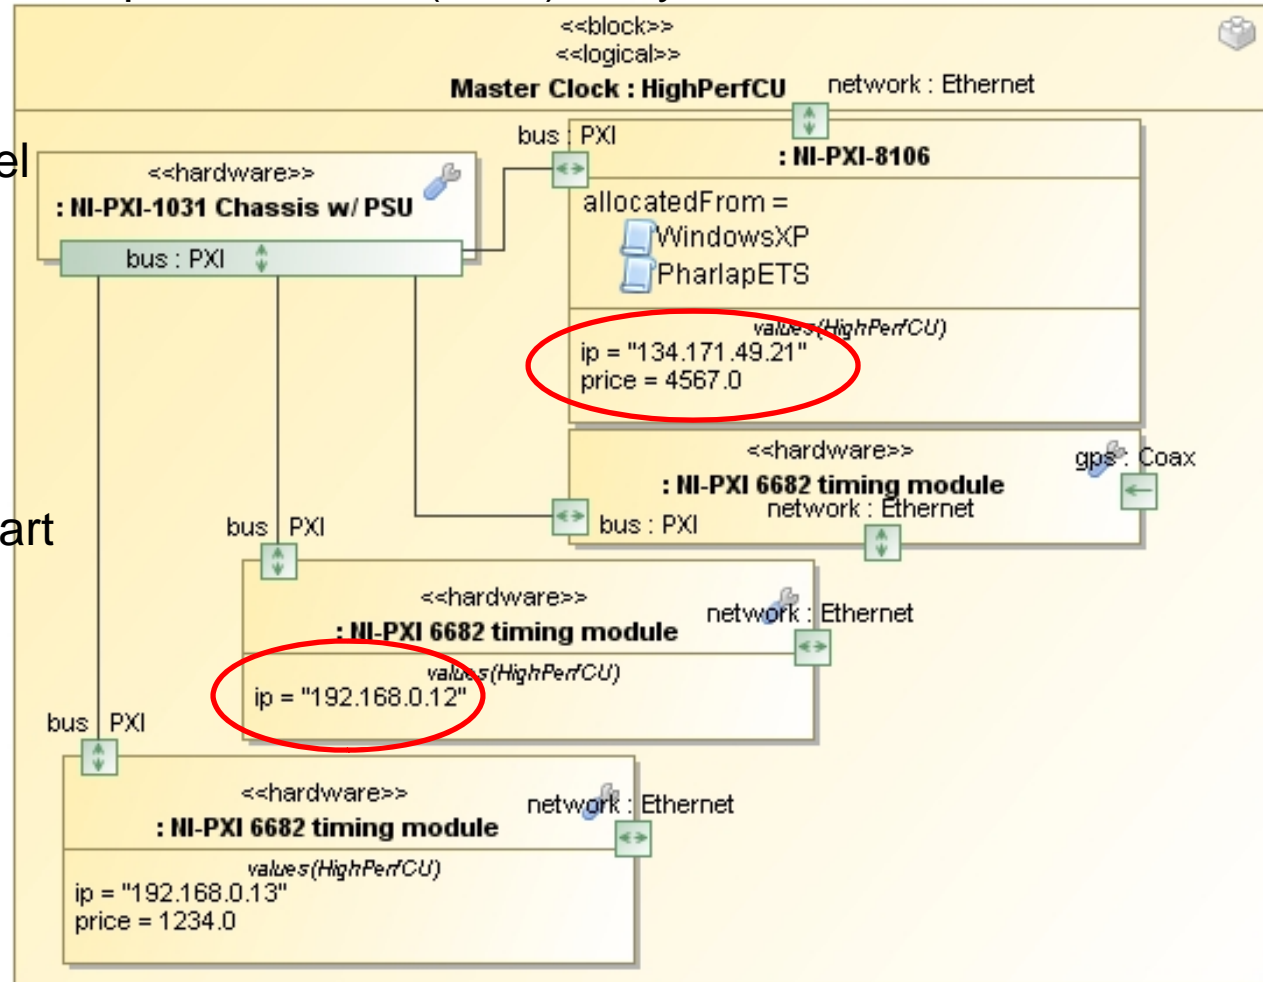 <<block>>
<<logical>>
Master Clock : HighPerfCU
network : Ethernet
bus : PXI
: NI-PXI-8106
allocatedFrom =
WindowsXP
PharlapETS
values(HighPerfCU)
ip = "134.171.49.21"
price = 4567.0
el
<<hardware>>
: NI-PXI-1031 Chassis w/ PSU
bus : PXI
<<hardware>>
: NI-PXI 6682 timing module
gps : Coax
network : Ethernet
bus : PXI
art
bus PXI
<<hardware>>
: NI-PXI 6682 timing module
network : Ethernet
values(HighPerfCU)
ip = "192.168.0.12"
bus PXI
<<hardware>>
: NI-PXI 6682 timing module
network : Ethernet
values(HighPerfCU)
ip = "192.168.0.13"
price = 1234.0